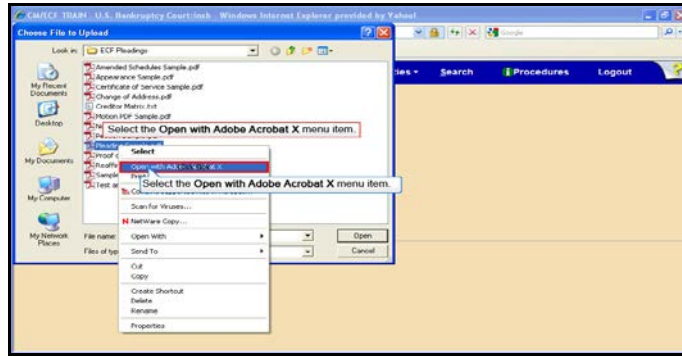 CM/ECF TRAIN - U.S. Bankruptcy Court:insb - Windows Internet Explorer provided by Yahoo!
Choose File to Upload
Look in: ECF Pleadings
Google
Search Procedures Logout
My Recent Documents
Desktop
My Documents
My Computer
My Network Places
Amended Schedules Sample.pdf
Appearance Sample.pdf
Certificate of Service Sample.pdf
Change of Address.pdf
Creditor Matrix.txt
Motion PDF Sample.pdf
Select the Open with Adobe Acrobat X menu item.
Select
Open with Adobe Acrobat X
Select the Open with Adobe Acrobat X menu item.
Scan for Viruses...
NetWare Copy...
Open With
Send To
Cut
Copy
Create Shortcut
Delete
Rename
Properties
File name:
Files of typ
Open
Cancel